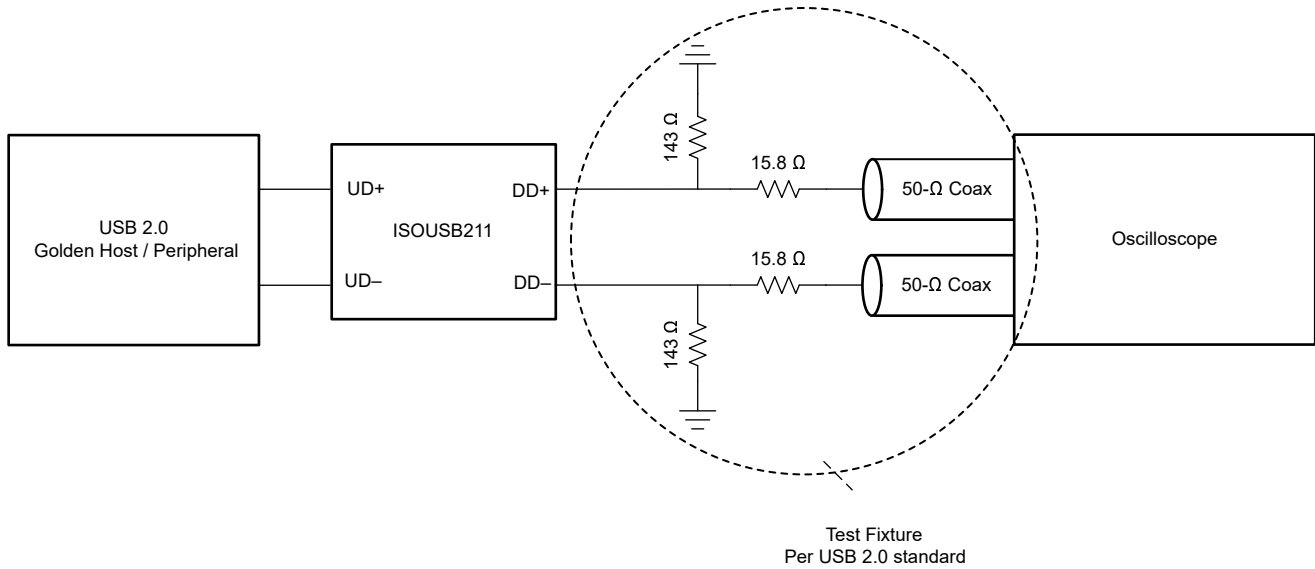 143 Ω
15.8 Ω
UD+
DD+
50-Ω Coax
USB 2.0
Golden Host / Peripheral
ISOUSB211
Oscilloscope
15.8 Ω
UD–
DD–
50-Ω Coax
143 Ω
Test Fixture
Per USB 2.0 standard